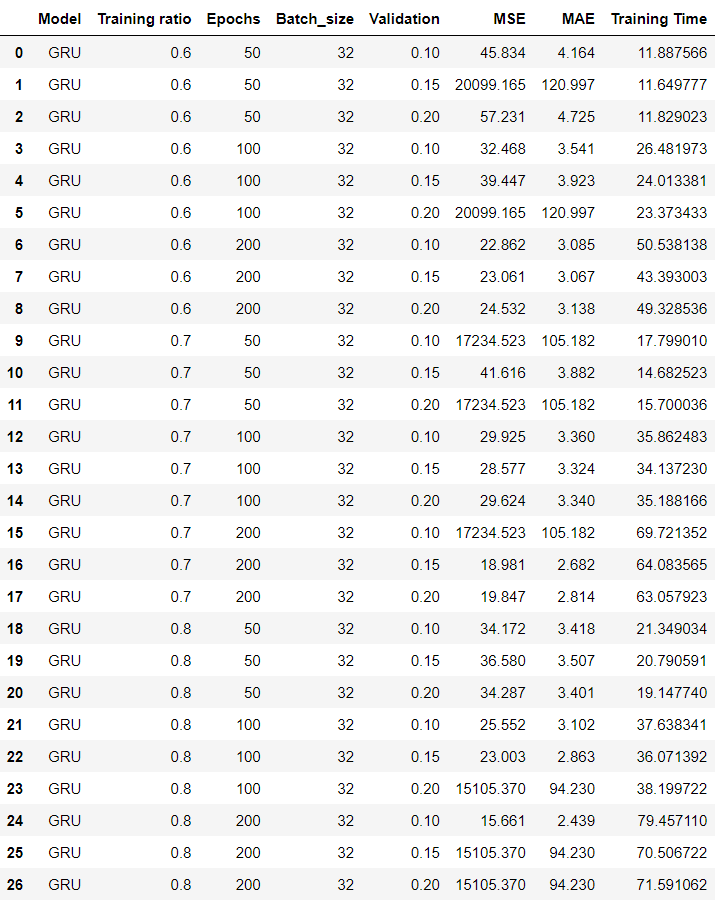 Model Training ratio Epochs Batch_size Validation MSE MAE Training Time
0 GRU 0.6 50 32 0.10 45.834 4.164 11.887566
1 GRU 0.6 50 32 0.15 20099.165 120.997 11.649777
2 GRU 0.6 50 32 0.20 57.231 4.725 11.829023
3 GRU 0.6 100 32 0.10 32.468 3.541 26.481973
4 GRU 0.6 100 32 0.15 39.447 3.923 24.013381
5 GRU 0.6 100 32 0.20 20099.165 120.997 23.373433
6 GRU 0.6 200 32 0.10 22.862 3.085 50.538138
7 GRU 0.6 200 32 0.15 23.061 3.067 43.393003
8 GRU 0.6 200 32 0.20 24.532 3.138 49.328536
9 GRU 0.7 50 32 0.10 17234.523 105.182 17.799010
10 GRU 0.7 50 32 0.15 41.616 3.882 14.682523
11 GRU 0.7 50 32 0.20 17234.523 105.182 15.700036
12 GRU 0.7 100 32 0.10 29.925 3.360 35.862483
13 GRU 0.7 100 32 0.15 28.577 3.324 34.137230
14 GRU 0.7 100 32 0.20 29.624 3.340 35.188166
15 GRU 0.7 200 32 0.10 17234.523 105.182 69.721352
16 GRU 0.7 200 32 0.15 18.981 2.682 64.083565
17 GRU 0.7 200 32 0.20 19.847 2.814 63.057923
18 GRU 0.8 50 32 0.10 34.172 3.418 21.349034
19 GRU 0.8 50 32 0.15 36.580 3.507 20.790591
20 GRU 0.8 50 32 0.20 34.287 3.401 19.147740
21 GRU 0.8 100 32 0.10 25.552 3.102 37.638341
22 GRU 0.8 100 32 0.15 23.003 2.863 36.071392
23 GRU 0.8 100 32 0.20 15105.370 94.230 38.199722
24 GRU 0.8 200 32 0.10 15.661 2.439 79.457110
25 GRU 0.8 200 32 0.15 15105.370 94.230 70.506722
26 GRU 0.8 200 32 0.20 15105.370 94.230 71.591062